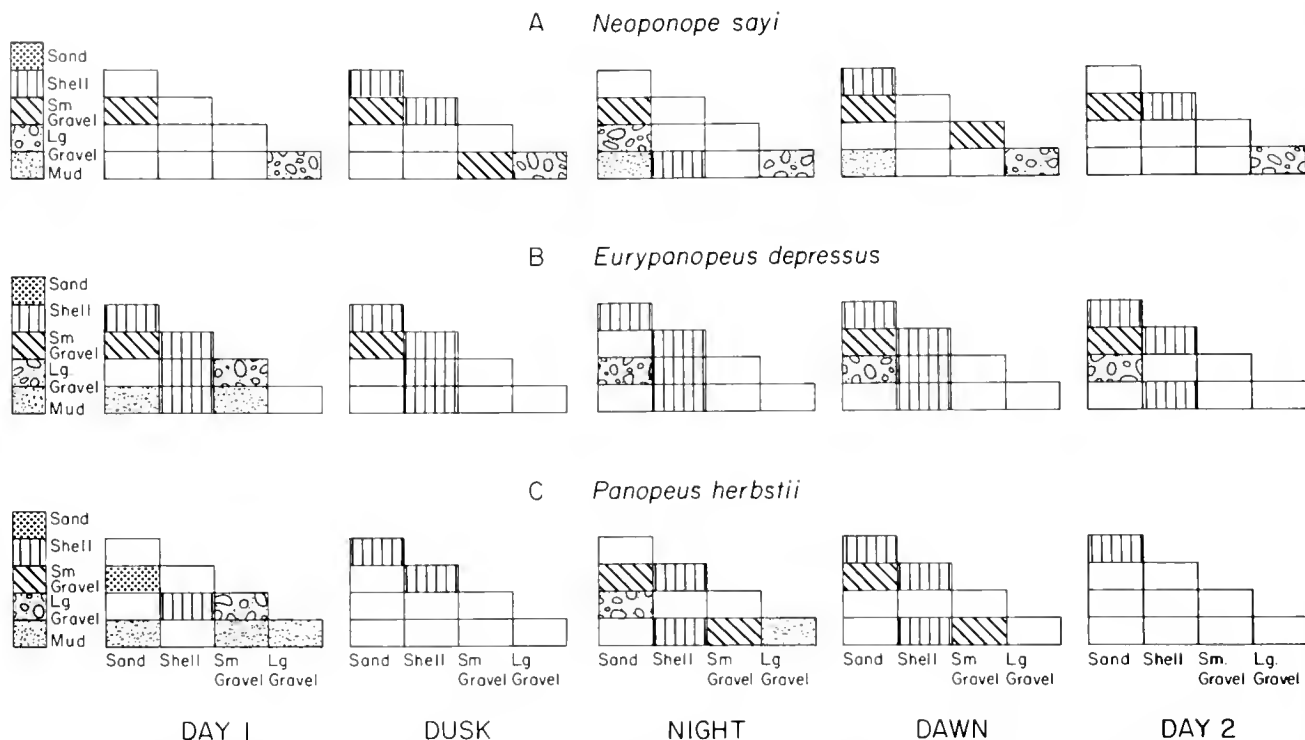 A Neoponope sayi
Sand
Shell
Sm
Gravel
Lg
Gravel
Mud
B Eurypanopeus depressus
Sand
Shell
Sm
Gravel
Lg
Gravel
Mud
C Panopeus herbstii
Sand
Shell
Sm
Gravel
Lg
Gravel
Mud
Sand Shell Sm Lg Sand Shell Sm Lg Sand Shell Sm Lg Sand Shell Sm Lg Sand Shell Sm. Lg.
Gravel Gravel Gravel Gravel Gravel Gravel Gravel Gravel Gravel Gravel
DAY 1 DUSK NIGHT DAWN DAY 2